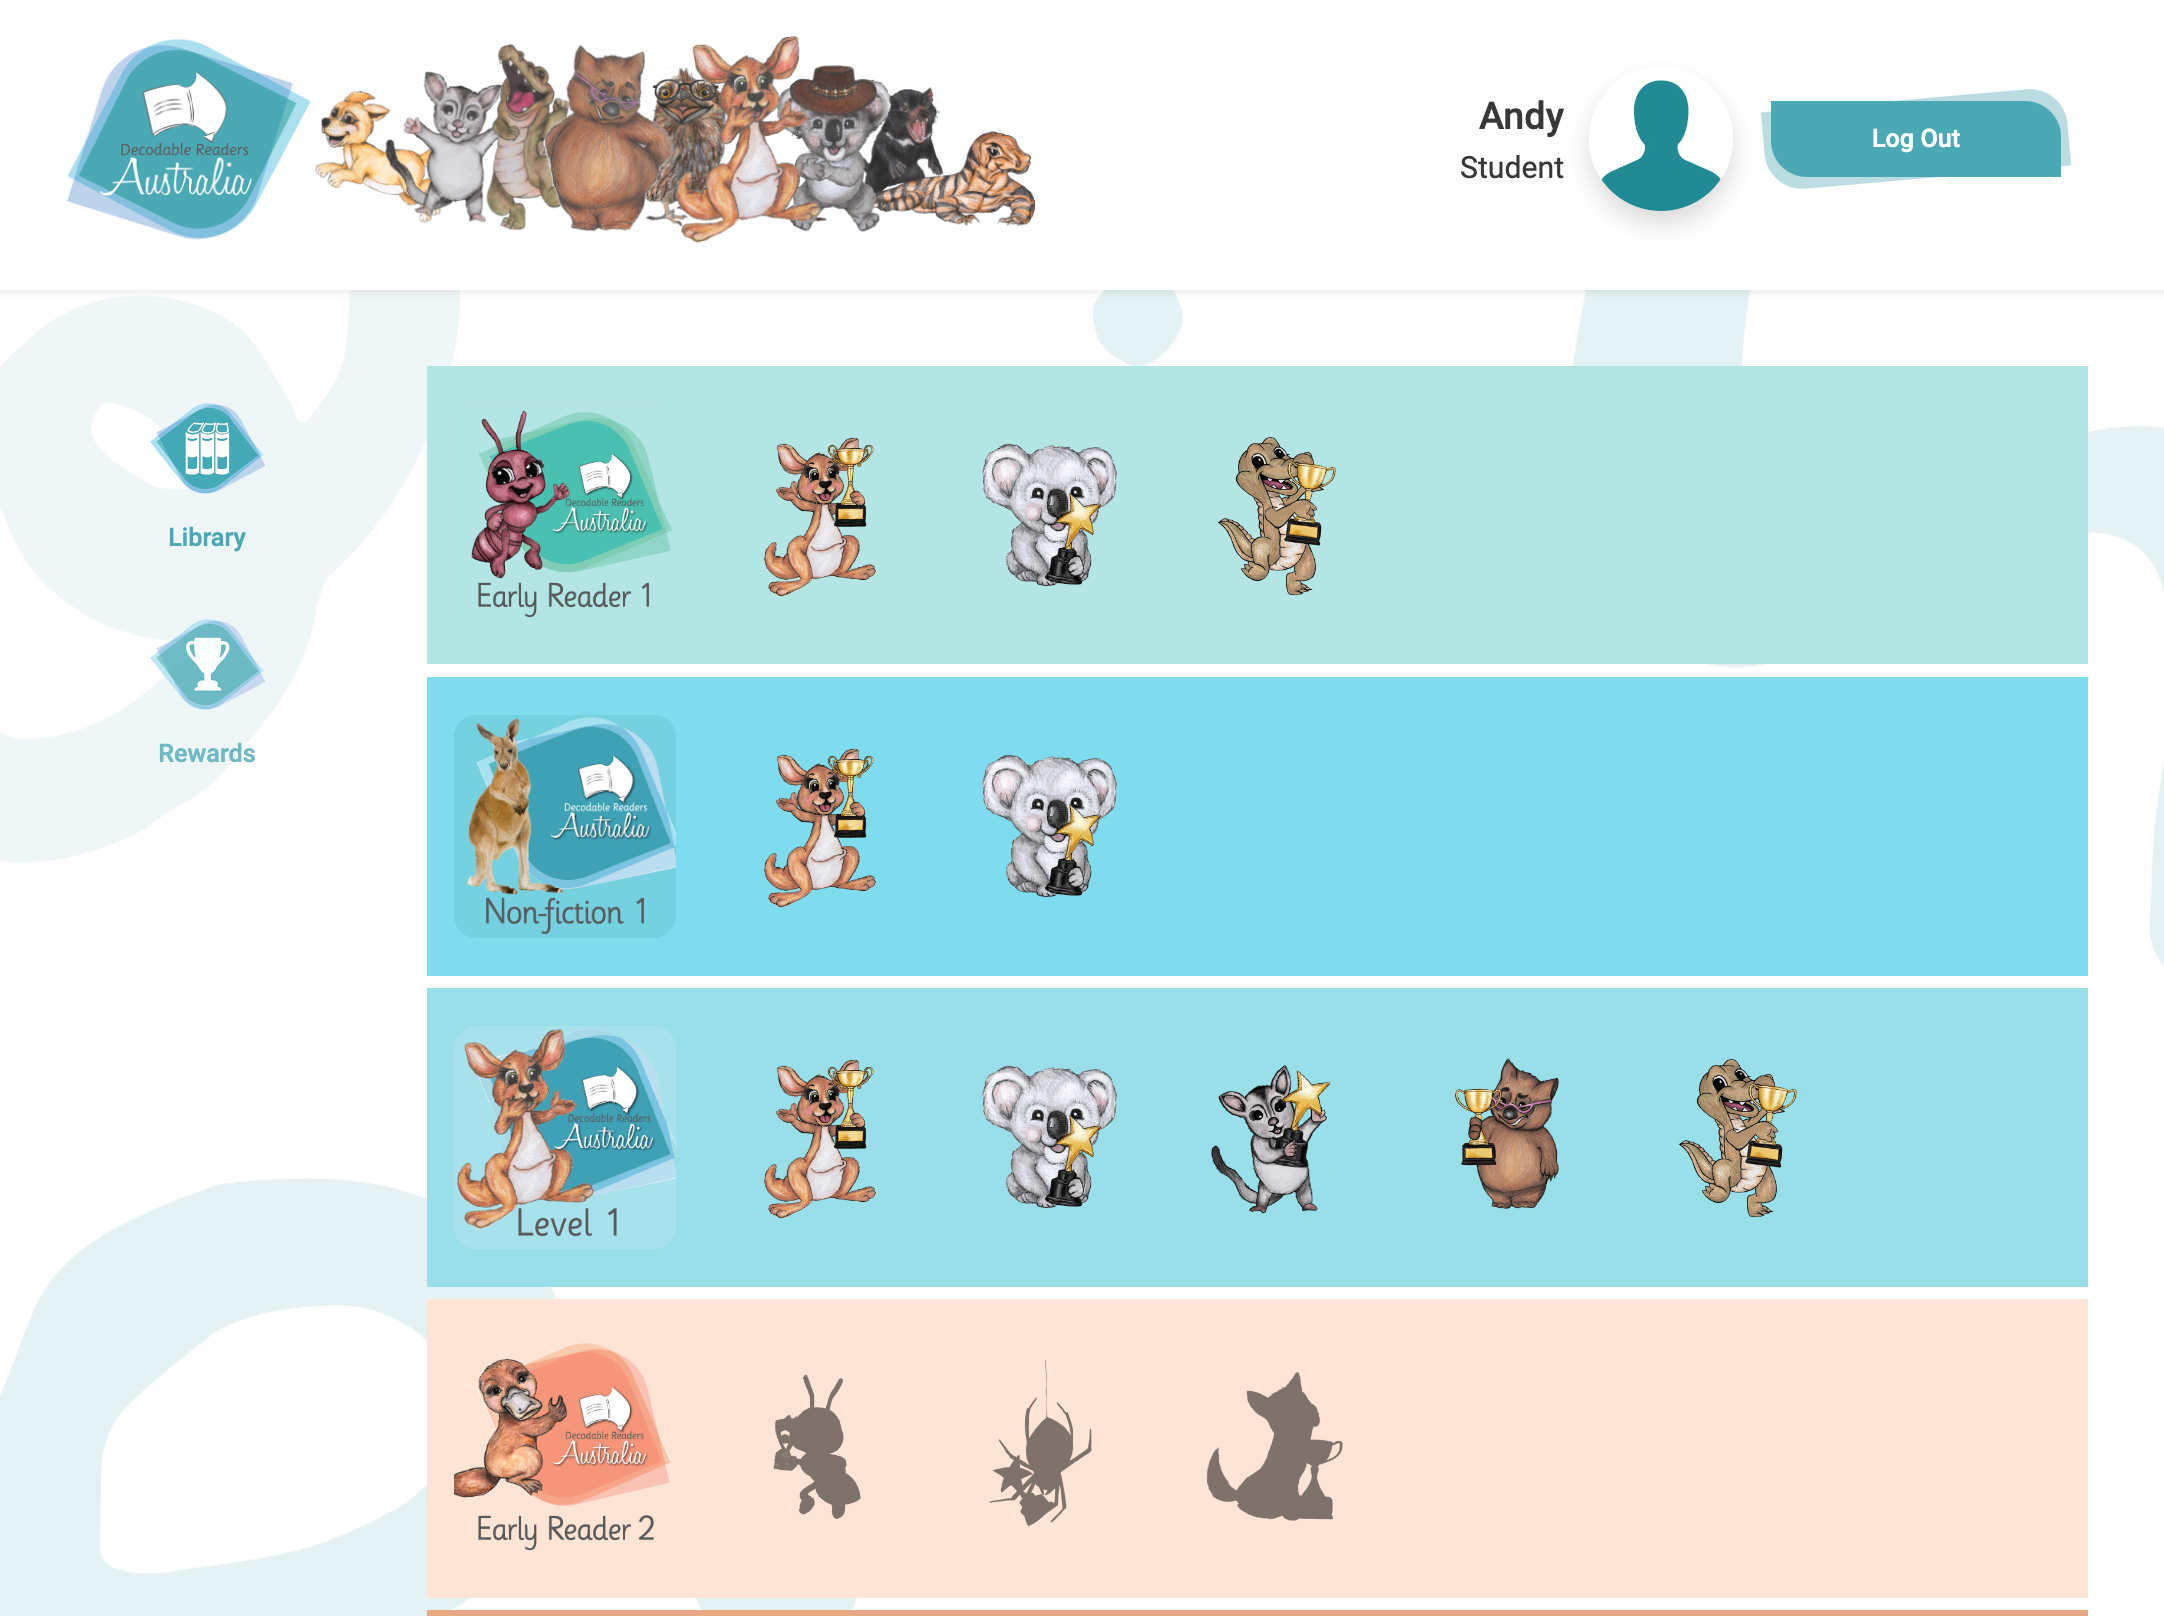 Decodable Readers
Australia
Andy
Student
Log Out
Library
Rewards
Decodable Readers
Australia
Early Reader 1
Decodable Readers
Australia
Non-fiction 1
Decodable Readers
Australia
Level 1
Decodable Readers
Australia
Early Reader 2